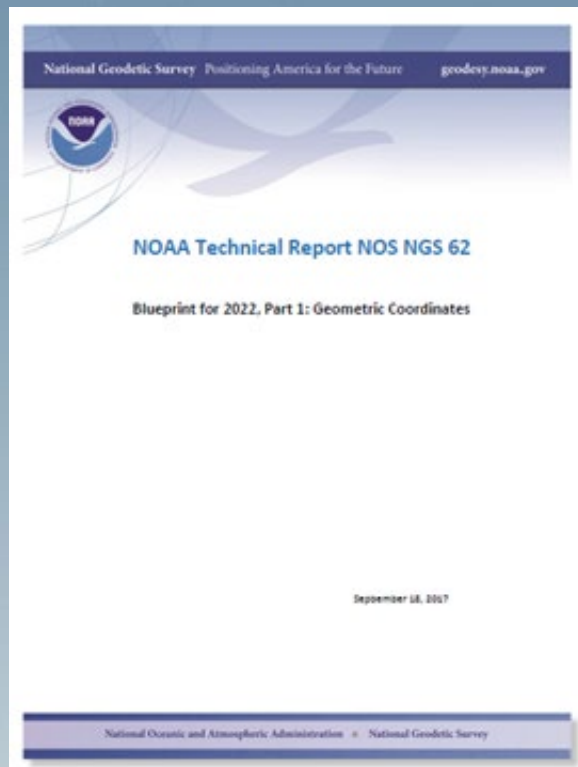 National Geodetic Survey Positioning America for the Future geodesy.noaa.gov
NOAA
NOAA Technical Report NOS NGS 62
Blueprint for 2022, Part 1: Geometric Coordinates
September 18, 2017
National Oceanic and Atmospheric Administration • National Geodetic Survey